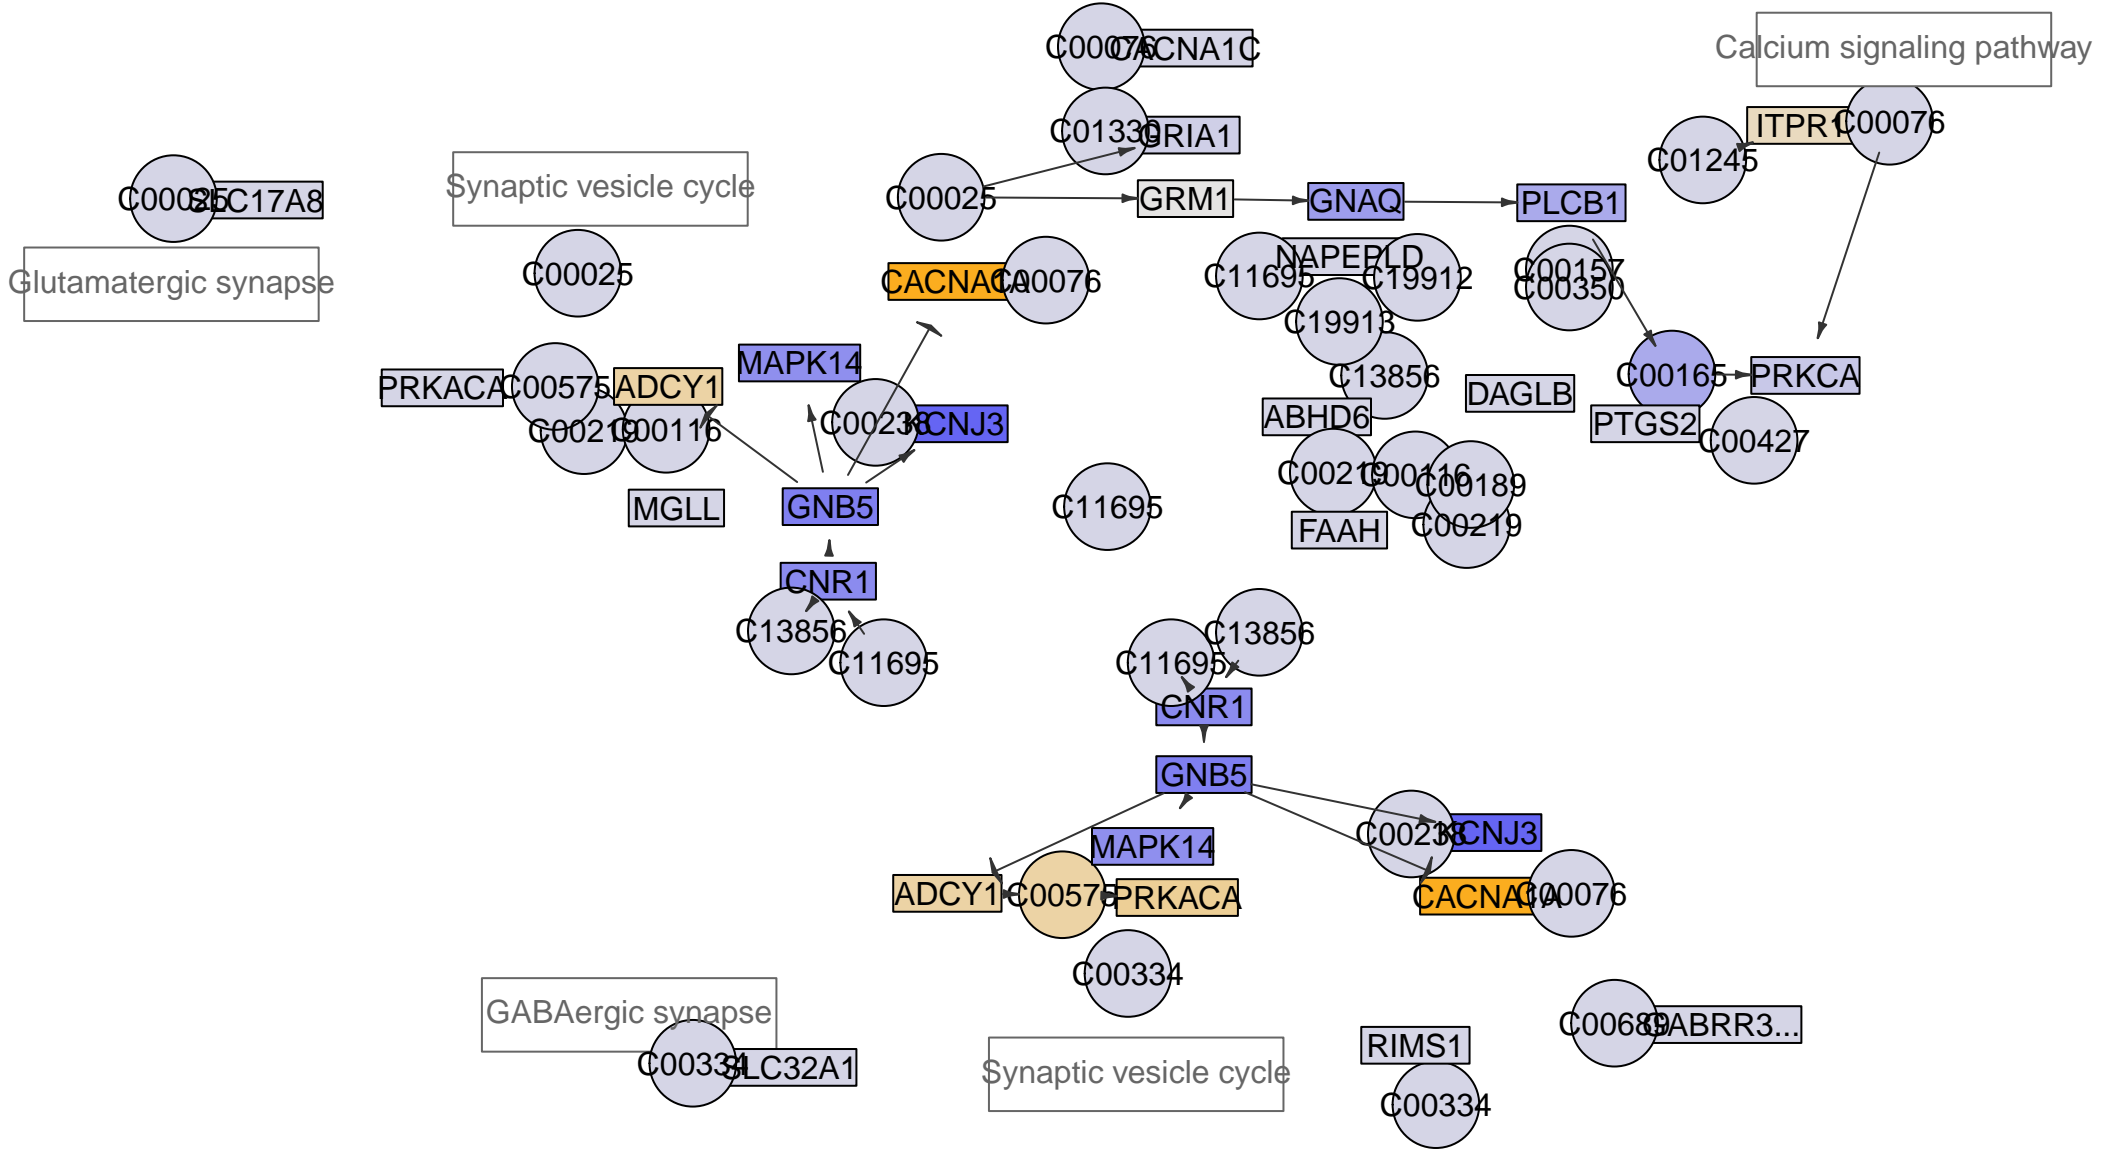 C00076
CACNA1C
Calcium signaling pathway
C01330
GRIA1
ITPR1
C00076
C01245
C00025
SLC17A8
Synaptic vesicle cycle
C00025
GRM1
GNAQ
PLCB1
Glutamatergic synapse
C00025
CACNA1A
C00076
C11695
NAPEPLD
C19912
C00157
C00350
C19913
MAPK14
PRKACA
C00575
ADCY1
C13856
DAGLB
C00165
PRKCA
C00219
C00116
C00238
KCNJ3
ABHD6
PTGS2
C00427
C00219
C00116
C00189
C00219
MGLL
GNB5
C11695
FAAH
CNR1
C13856
C11695
C11695
C13856
CNR1
GNB5
MAPK14
C00238
KCNJ3
ADCY1
C00575
PRKACA
CACNA1A
C00076
C00334
GABAergic synapse
C00334
SLC32A1
Synaptic vesicle cycle
RIMS1
C00334
C00689
GABRR3...